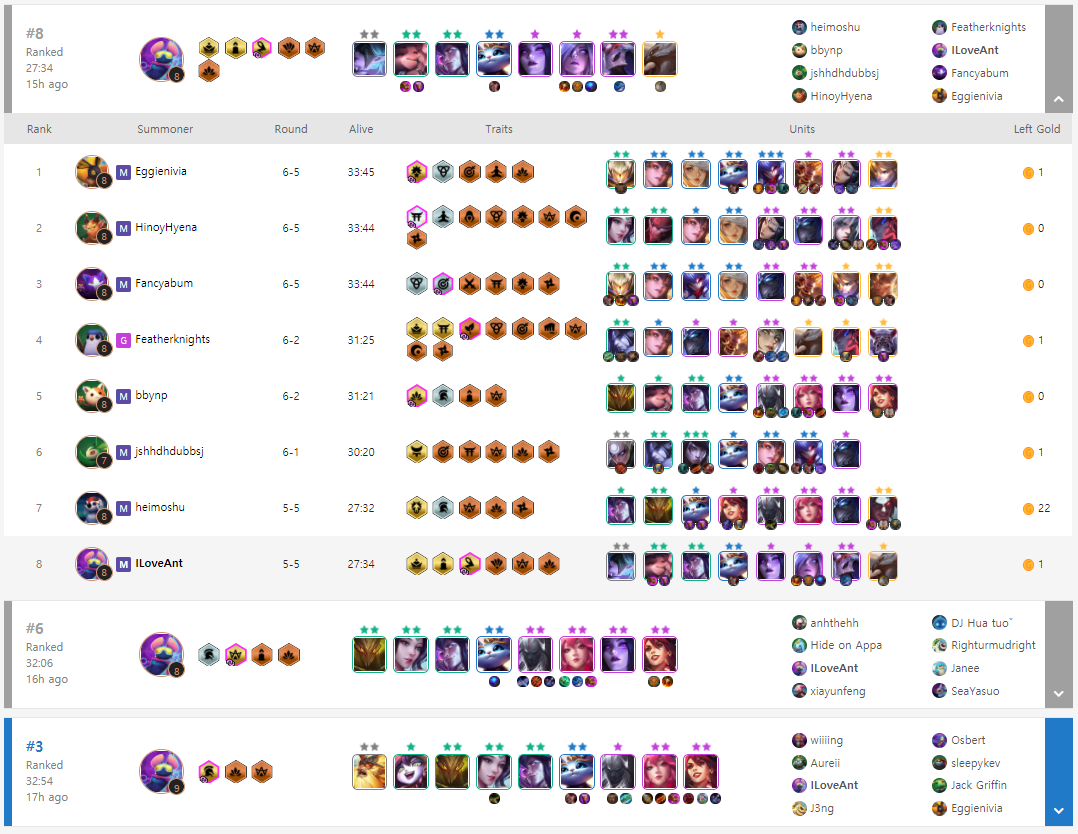 #8
Ranked
27:34
15h ago
8
heimoshu
bbynp
jshhdhdubbsj
HinoyHyena
Featherknights
ILoveAnt
Fancyabum
Eggienivia
Rank Summoner Round Alive Traits Units Left Gold
1 8 M Eggienivia 6-5 33:45 1
2 8 M HinoyHyena 6-5 33:44 0
3 8 M Fancyabum 6-5 33:44 0
4 8 G Featherknights 6-2 31:25 1
5 8 M bbynp 6-2 31:21 0
6 7 M jshhdhdubbsj 6-1 30:20 1
7 8 M heimoshu 5-5 27:32 22
8 8 M ILoveAnt 5-5 27:34 1
#6
Ranked
32:06
16h ago
8
anhthehh
Hide on Appa
ILoveAnt
xiayunfeng
DJ Hua tuo˜
Righturmudright
Janee
SeaYasuo
#3
Ranked
32:54
17h ago
9
wiiiing
Aureii
ILoveAnt
J3ng
Osbert
sleepykev
Jack Griffin
Eggienivia